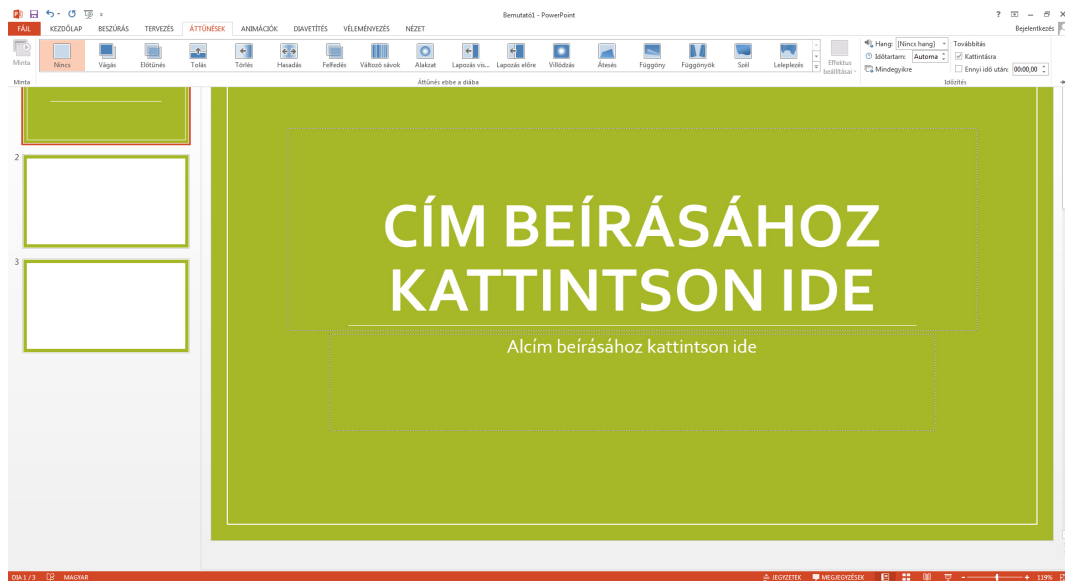 Bemutató1 - PowerPoint
FÁJL KEZDŐLAP BESZÚRÁS TERVEZÉS ÁTTŰNÉSEK ANIMÁCIÓK DIAVETÍTÉS VÉLEMÉNYEZÉS NÉZET Bejelentkezés
Minta Nincs Vágás Előtűnés Tolás Törlés Hasadás Felfedés Változó sávok Alakzat Lapozás vis... Lapozás előre Villódzás Átesés Függöny Függönyök Szél Leleplezés
Effektus
beállításai
Hang: [Nincs hang] Továbbítás
Időtartam: Automa Kattintásra
Mindegyikre Ennyi idő után: 00:00,00
Minta Áttűnés ebbe a diába Időzítés
2
3
CÍM BEÍRÁSÁHOZ
KATTINTSON IDE
Alcím beírásához kattintson ide
DIA 1 / 3 MAGYAR JEGYZETEK MEGJEGYZÉSEK 119%